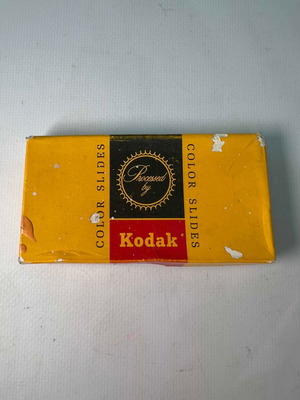 COLOR SLIDES
Processed
by
Kodak
COLOR SLIDES